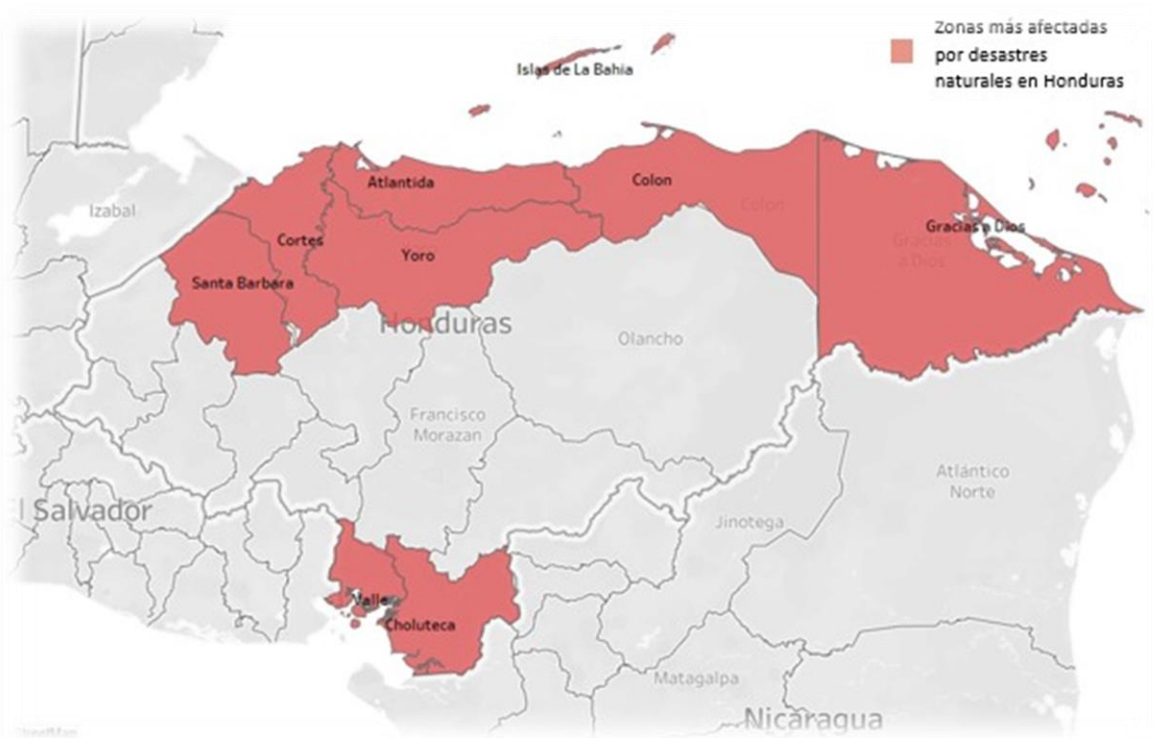 Zonas más afectadas
por desastres
naturales en Honduras
Islas de La Bahia
Atlantida
Colon
Colon
Izabal
Gracias a Dios
Gracias
a Dios
Cortes
Yoro
Santa Barbara
Honduras
Olancho
Francisco
Morazan
Atlántico
Norte
El Salvador
Jinotega
Valle
Choluteca
Matagalpa
Nicaragua